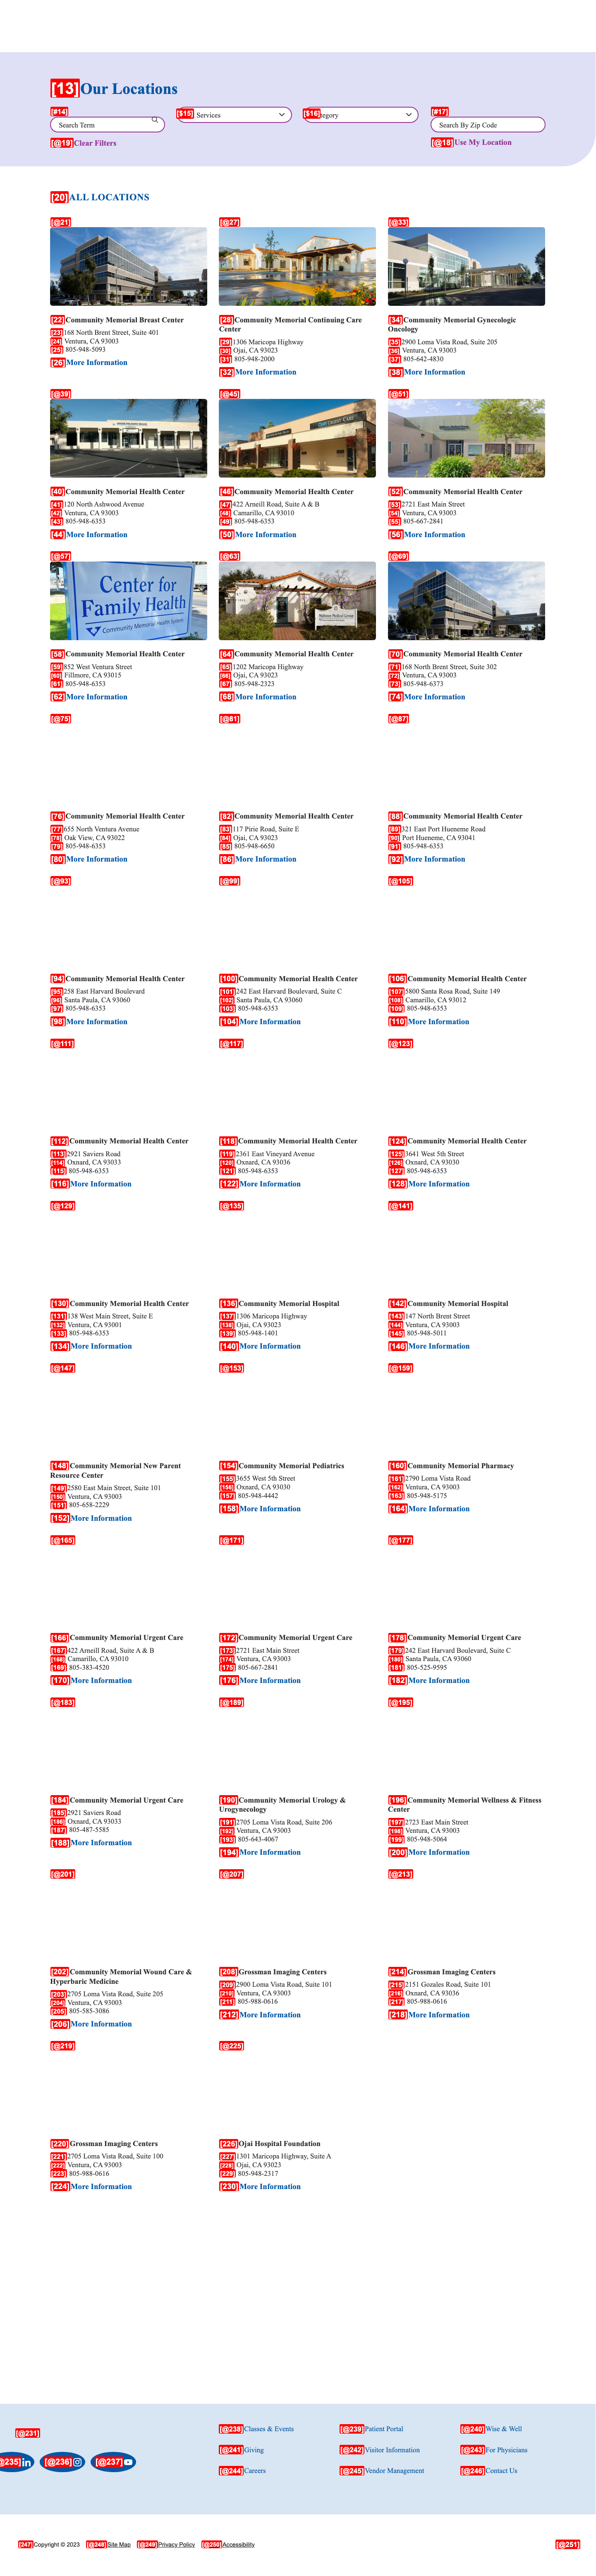 [13]Our Locations
[#14] [$15] Services [$16]egory [#17]
Search Term Search By Zip Code
[@19]Clear Filters [@18]Use My Location
[20]ALL LOCATIONS
[@21] [@27] [@33]
[22]Community Memorial Breast Center
[23]168 North Brent Street, Suite 401
[24] Ventura, CA 93003
[25] 805-948-5093
[26]More Information
[28]Community Memorial Continuing Care
Center
[29]1306 Maricopa Highway
[30] Ojai, CA 93023
[31] 805-948-2000
[32]More Information
[34]Community Memorial Gynecologic
Oncology
[35]2900 Loma Vista Road, Suite 205
[36] Ventura, CA 93003
[37] 805-642-4830
[38]More Information
[@39] [@45] [@51]
[40]Community Memorial Health Center
[41]120 North Ashwood Avenue
[42] Ventura, CA 93003
[43] 805-948-6353
[44]More Information
[46]Community Memorial Health Center
[47]422 Arneill Road, Suite A & B
[48] Camarillo, CA 93010
[49] 805-948-6353
[50]More Information
[52]Community Memorial Health Center
[53]2721 East Main Street
[54] Ventura, CA 93003
[55] 805-667-2841
[56]More Information
[@57] [@63] [@69]
Center for
Family Health
Community Memorial Health System
[58]Community Memorial Health Center
[59]852 West Ventura Street
[60] Fillmore, CA 93015
[61] 805-948-6353
[62]More Information
[64]Community Memorial Health Center
[65]1202 Maricopa Highway
[66] Ojai, CA 93023
[67] 805-948-2323
[68]More Information
[70]Community Memorial Health Center
[71]168 North Brent Street, Suite 302
[72] Ventura, CA 93003
[73] 805-948-6373
[74]More Information
[@75] [@81] [@87]
[76]Community Memorial Health Center
[77]655 North Ventura Avenue
[78] Oak View, CA 93022
[79] 805-948-6353
[80]More Information
[82]Community Memorial Health Center
[83]117 Pirie Road, Suite E
[84] Ojai, CA 93023
[85] 805-948-6650
[86]More Information
[88]Community Memorial Health Center
[89]321 East Port Hueneme Road
[90] Port Hueneme, CA 93041
[91] 805-948-6353
[92]More Information
[@93] [@99] [@105]
[94]Community Memorial Health Center
[95]258 East Harvard Boulevard
[96] Santa Paula, CA 93060
[97] 805-948-6353
[98]More Information
[100]Community Memorial Health Center
[101]242 East Harvard Boulevard, Suite C
[102] Santa Paula, CA 93060
[103] 805-948-6353
[104]More Information
[106]Community Memorial Health Center
[107]5800 Santa Rosa Road, Suite 149
[108] Camarillo, CA 93012
[109] 805-948-6353
[110]More Information
[@111] [@117] [@123]
[112]Community Memorial Health Center
[113]2921 Saviers Road
[114] Oxnard, CA 93033
[115] 805-948-6353
[116]More Information
[118]Community Memorial Health Center
[119]2361 East Vineyard Avenue
[120] Oxnard, CA 93036
[121] 805-948-6353
[122]More Information
[124]Community Memorial Health Center
[125]3641 West 5th Street
[126] Oxnard, CA 93030
[127] 805-948-6353
[128]More Information
[@129] [@135] [@141]
[130]Community Memorial Health Center
[131]138 West Main Street, Suite E
[132] Ventura, CA 93001
[133] 805-948-6353
[134]More Information
[136]Community Memorial Hospital
[137]1306 Maricopa Highway
[138] Ojai, CA 93023
[139] 805-948-1401
[140]More Information
[142]Community Memorial Hospital
[143]147 North Brent Street
[144] Ventura, CA 93003
[145] 805-948-5011
[146]More Information
[@147] [@153] [@159]
[148]Community Memorial New Parent
Resource Center
[149]2580 East Main Street, Suite 101
[150] Ventura, CA 93003
[151] 805-658-2229
[152]More Information
[154]Community Memorial Pediatrics
[155]3655 West 5th Street
[156] Oxnard, CA 93030
[157] 805-948-4442
[158]More Information
[160]Community Memorial Pharmacy
[161]2790 Loma Vista Road
[162] Ventura, CA 93003
[163] 805-948-5175
[164]More Information
[@165] [@171] [@177]
[166]Community Memorial Urgent Care
[167]422 Arneill Road, Suite A & B
[168] Camarillo, CA 93010
[169] 805-383-4520
[170]More Information
[172]Community Memorial Urgent Care
[173]2721 East Main Street
[174] Ventura, CA 93003
[175] 805-667-2841
[176]More Information
[178]Community Memorial Urgent Care
[179]242 East Harvard Boulevard, Suite C
[180] Santa Paula, CA 93060
[181] 805-525-9595
[182]More Information
[@183] [@189] [@195]
[184]Community Memorial Urgent Care
[185]2921 Saviers Road
[186] Oxnard, CA 93033
[187] 805-487-5585
[188]More Information
[190]Community Memorial Urology &
Urogynecology
[191]2705 Loma Vista Road, Suite 206
[192] Ventura, CA 93003
[193] 805-643-4067
[194]More Information
[196]Community Memorial Wellness & Fitness
Center
[197]2723 East Main Street
[198] Ventura, CA 93003
[199] 805-948-5064
[200]More Information
[@201] [@207] [@213]
[202]Community Memorial Wound Care &
Hyperbaric Medicine
[203]2705 Loma Vista Road, Suite 205
[204] Ventura, CA 93003
[205] 805-585-3086
[206]More Information
[208]Grossman Imaging Centers
[209]2900 Loma Vista Road, Suite 101
[210] Ventura, CA 93003
[211] 805-988-0616
[212]More Information
[214]Grossman Imaging Centers
[215]2151 Gozales Road, Suite 101
[216] Oxnard, CA 93036
[217] 805-988-0616
[218]More Information
[@219] [@225]
[220]Grossman Imaging Centers
[221]2705 Loma Vista Road, Suite 100
[222] Ventura, CA 93003
[223] 805-988-0616
[224]More Information
[226]Ojai Hospital Foundation
[227]1301 Maricopa Highway, Suite A
[228] Ojai, CA 93023
[229] 805-948-2317
[230]More Information
[@231]
@235] [@236] [@237]
[@238]Classes & Events [@239]Patient Portal [@240]Wise & Well
[@241]Giving [@242]Visitor Information [@243]For Physicians
[@244]Careers [@245]Vendor Management [@246]Contact Us
[247]Copyright © 2023 [@248]Site Map [@249]Privacy Policy [@250]Accessibility [@251]